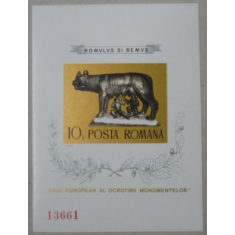 ROMVLVS SI REMVS
10L POSTA ROMANA
"ANUL EUROPEAN AL OCROTIRII MONUMENTELOR"
13661